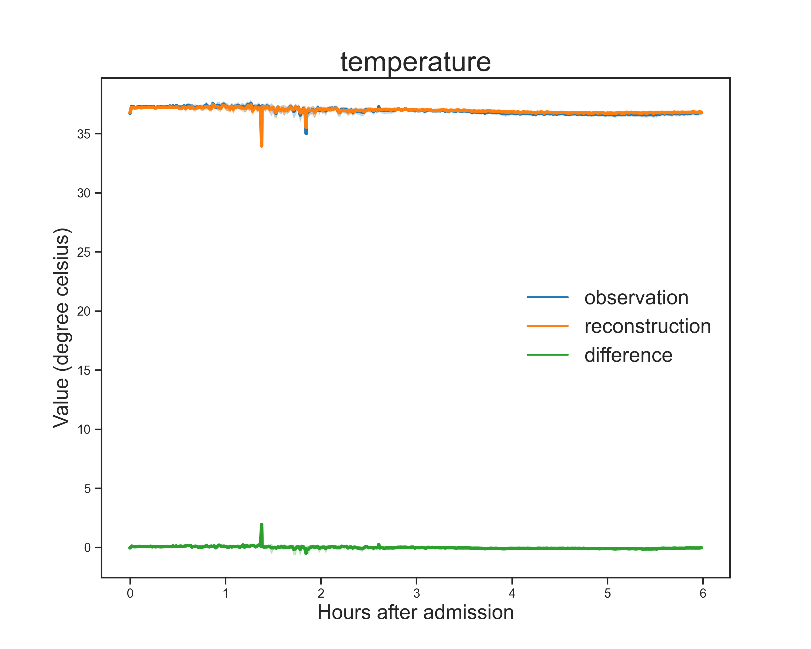 temperature
Value (degree celsius)
35
30
25
20
15
10
5
0
observation
reconstruction
difference
0 1 2 3 4 5 6
Hours after admission